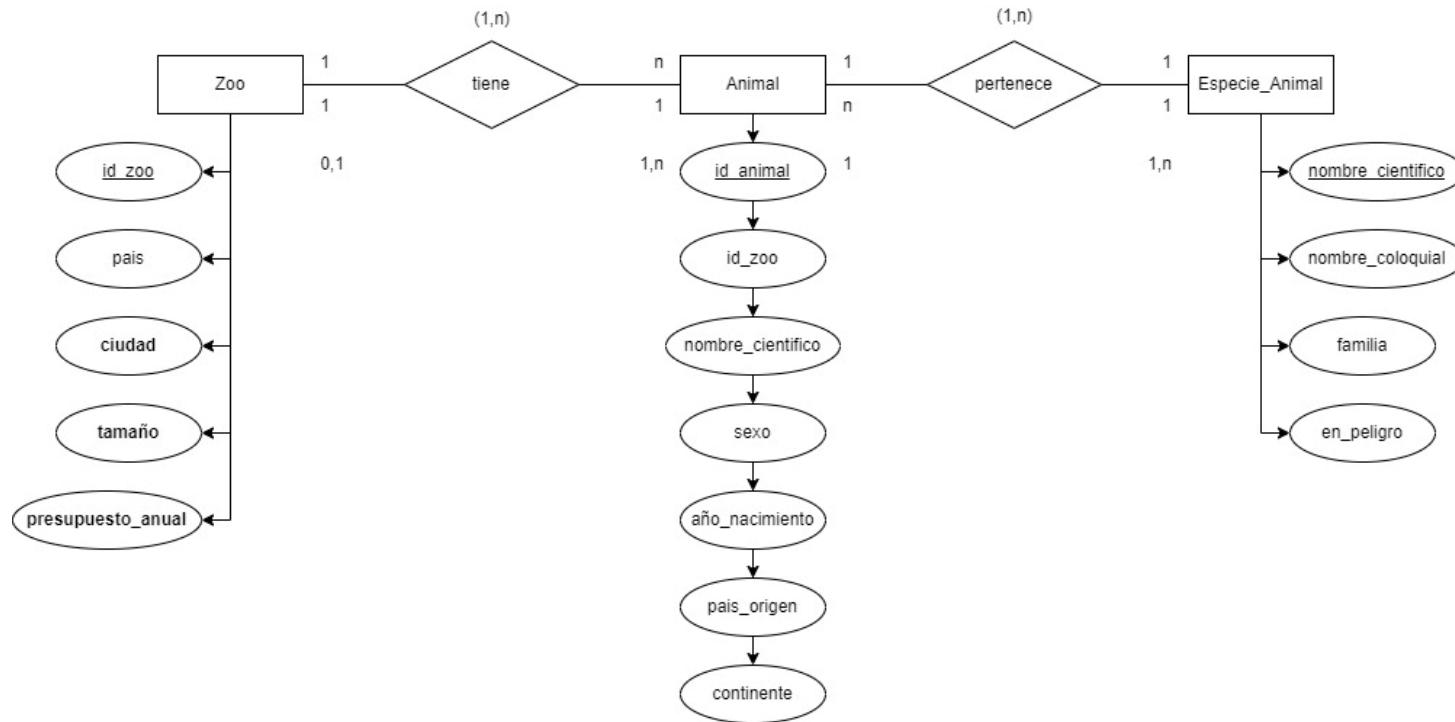 (1,n)
(1,n)
1
n
1
1
Zoo
tiene
Animal
pertenece
Especie_Animal
1
1
n
1
0,1
1,n
1
1,n
id_zoo
id_animal
nombre_cientifico
pais
id_zoo
nombre_coloquial
ciudad
nombre_cientifico
familia
tamaño
sexo
en_peligro
presupuesto_anual
año_nacimiento
pais_origen
continente